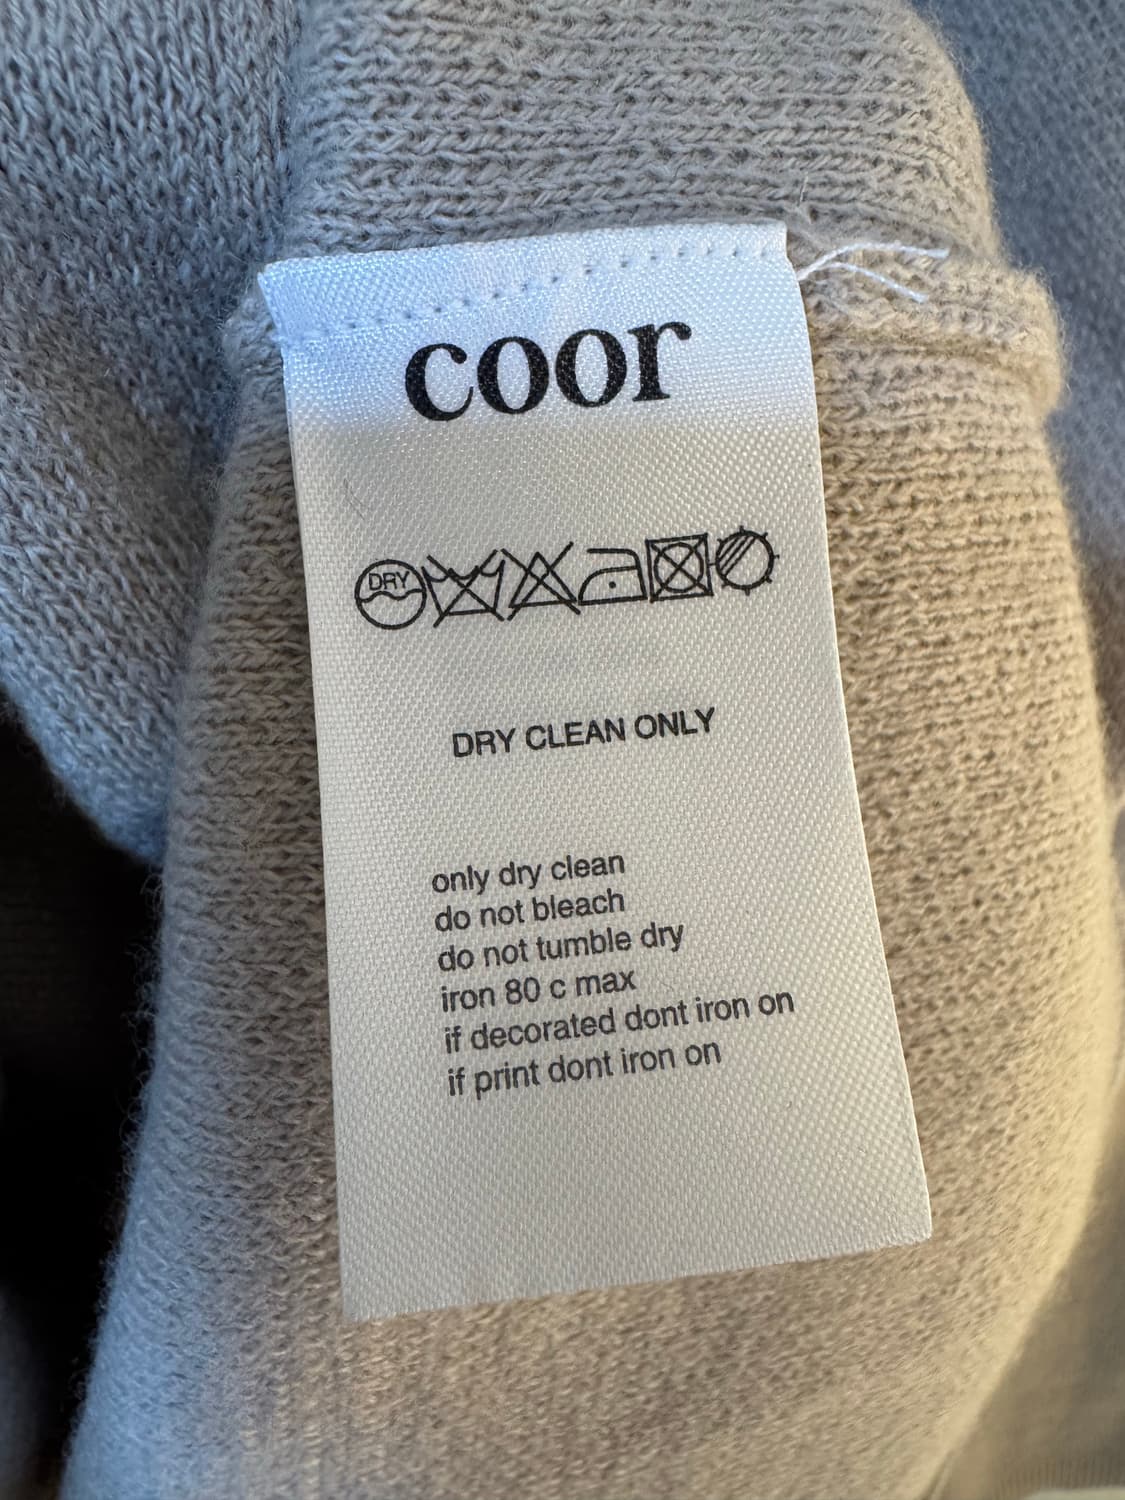 coor
DRY
DRY CLEAN ONLY
only dry clean
do not bleach
do not tumble dry
iron 80 c max
if decorated dont iron on
if print dont iron on